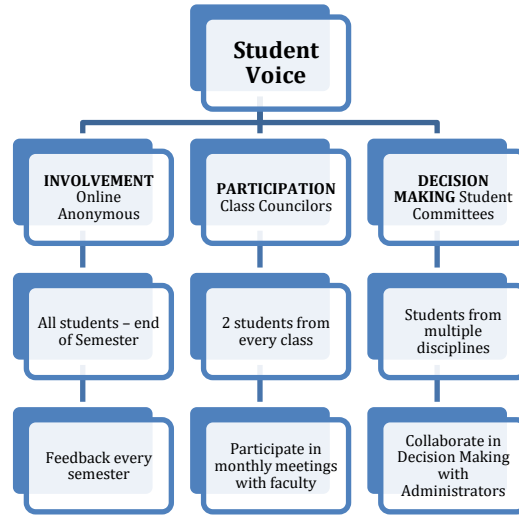 Student
Voice
INVOLVEMENT
Online
Anonymous
PARTICIPATION
Class Councilors
DECISION
MAKING Student
Committees
All students – end
of Semester
2 students from
every class
Students from
multiple
disciplines
Feedback every
semester
Participate in
monthly meetings
with faculty
Collaborate in
Decision Making
with
Administrators